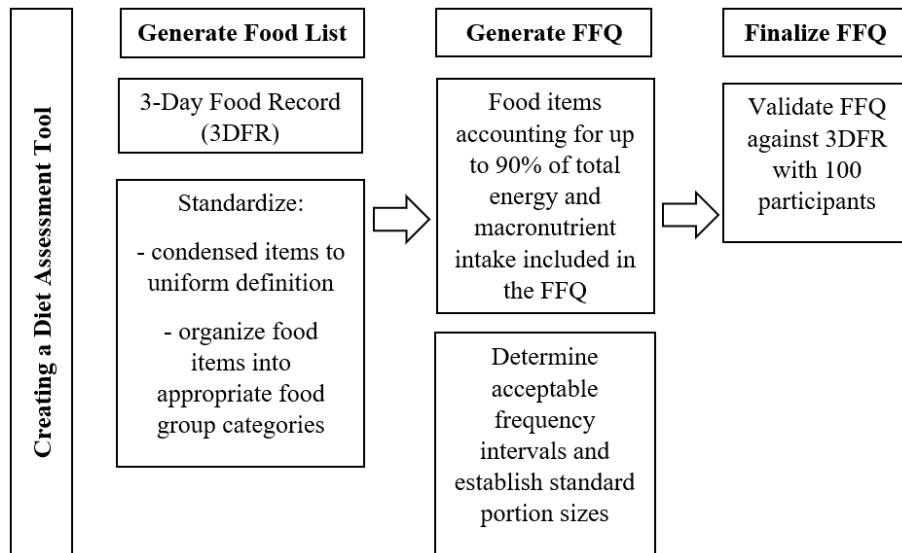 Creating a Diet Assessment Tool
Generate Food List
3-Day Food Record
(3DFR)
Standardize:
- condensed items to
uniform definition
- organize food
items into
appropriate food
group categories
Generate FFQ
Food items
accounting for up
to 90% of total
energy and
macronutrient
intake included in
the FFQ
Determine
acceptable
frequency
intervals and
establish standard
portion sizes
Finalize FFQ
Validate FFQ
against 3DFR
with 100
participants